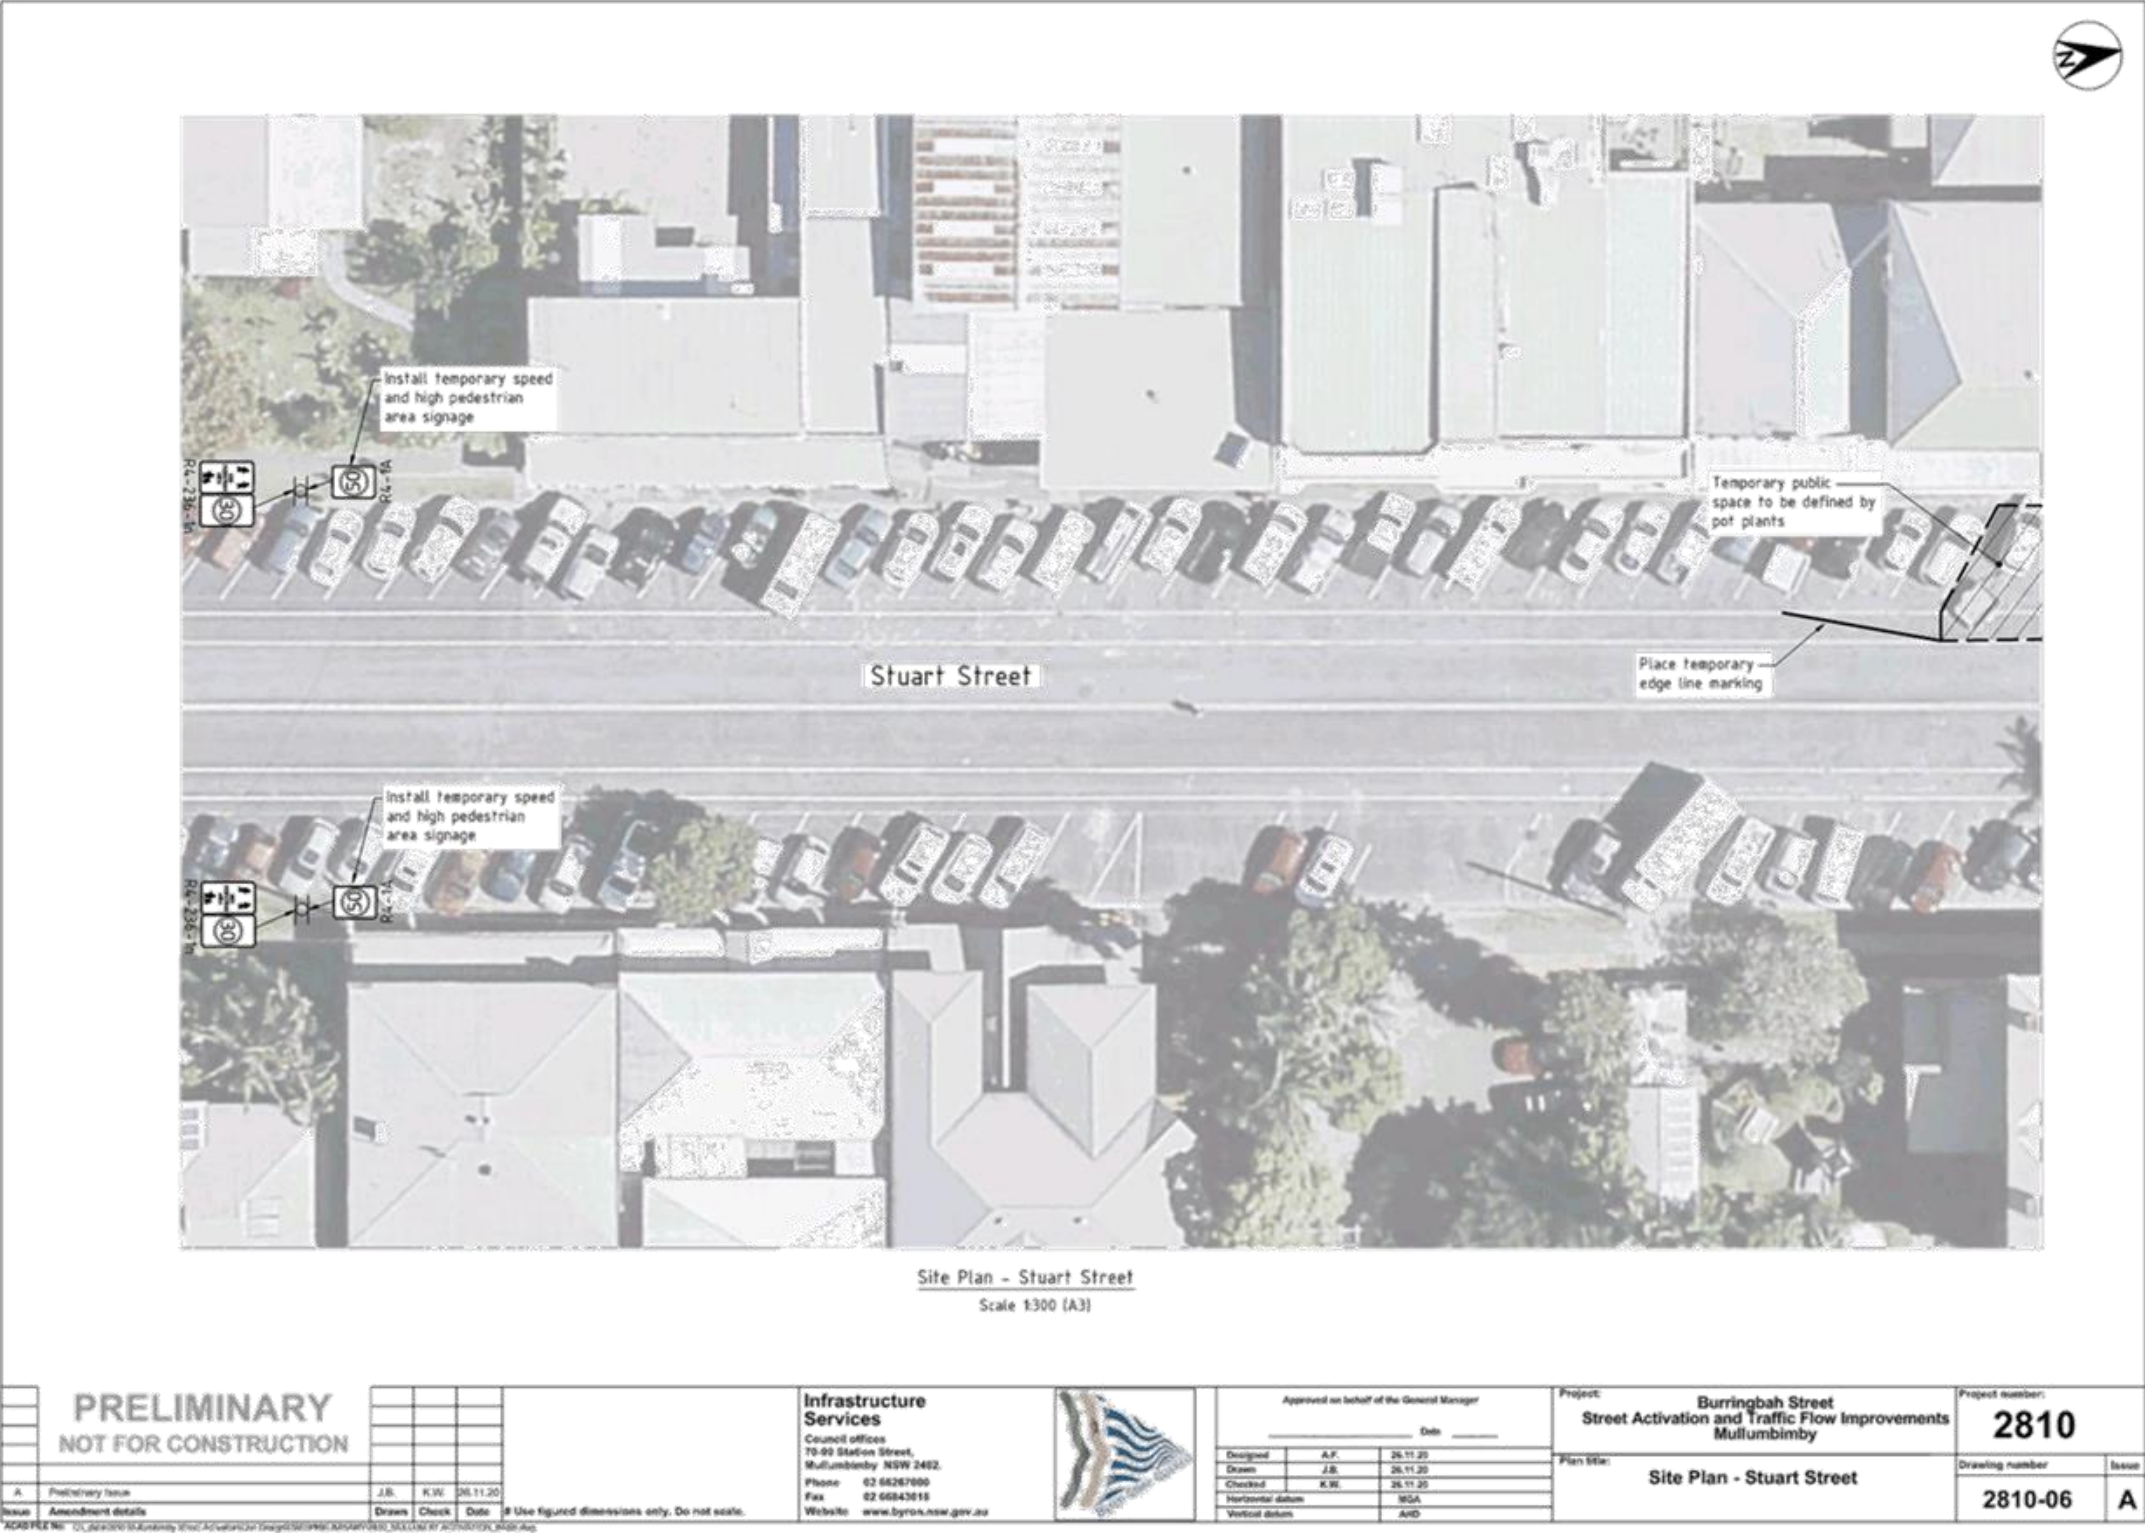 N
Install temporary speed
and high pedestrian
area signage
R4-236-1n
30
50
R4-1A
Temporary public
space to be defined by
pot plants
Place temporary
edge line marking
Stuart Street
Install temporary speed
and high pedestrian
area signage
R4-236-1n
30
50
R4-1A
Site Plan - Stuart Street
Scale 1:300 (A3)
PRELIMINARY
NOT FOR CONSTRUCTION
A Preliminary Issue J.B. K.W. 26.11.20
Issue Amendment details Drawn Check Date
# Use figured dimensions only. Do not scale.
ACAD FILE No:
Infrastructure
Services
Council offices
70-90 Station Street,
Mullumbimby NSW 2482.
Phone 02 66267000
Fax 02 66843018
Website www.byron.nsw.gov.au
Approved on behalf of the General Manager
Date
Designed A.F. 26.11.20
Drawn J.B. 26.11.20
Checked K.W. 26.11.20
Horizontal datum MGA
Vertical datum AHD
Project:
Burringbah Street
Street Activation and Traffic Flow Improvements
Mullumbimby
Plan title:
Site Plan - Stuart Street
Project number:
2810
Drawing number
2810-06
Issue
A